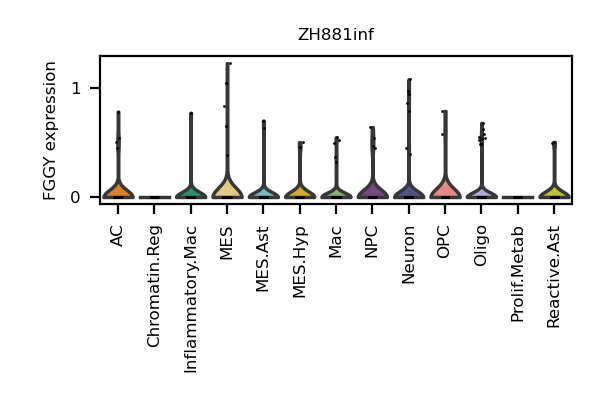 ZH881inf
FGGY expression
1
0
AC
Chromatin.Reg
Inflammatory.Mac
MES
MES.Ast
MES.Hyp
Mac
NPC
Neuron
OPC
Oligo
Prolif.Metab
Reactive.Ast